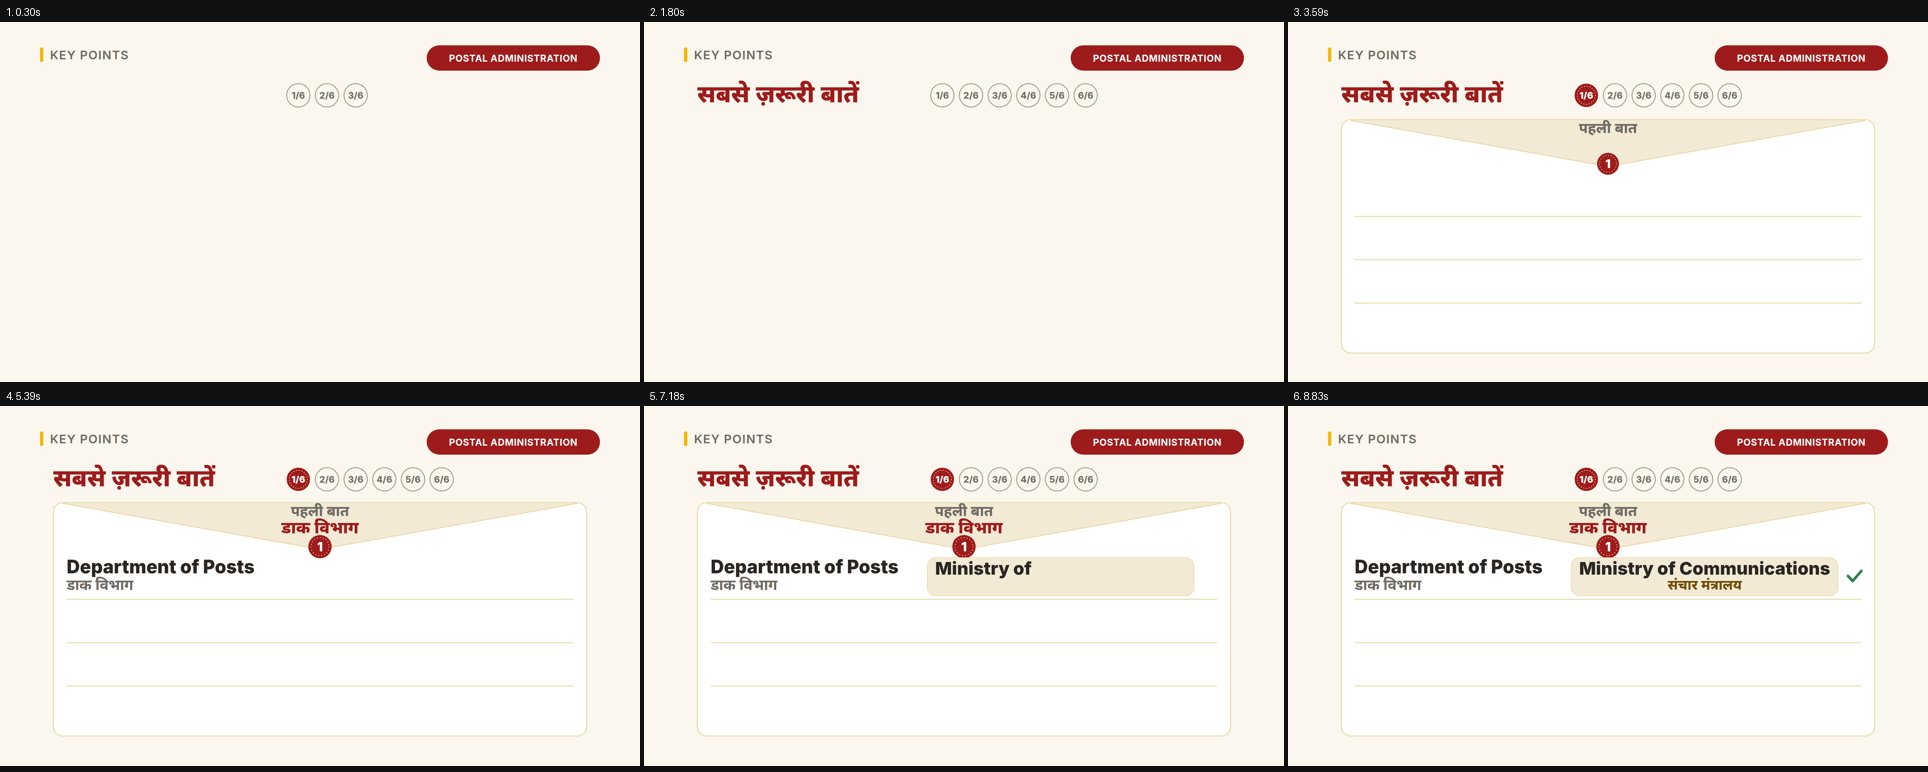 1. 0.30s
KEY POINTS
POSTAL ADMINISTRATION
1/6 2/6 3/6
2. 1.80s
KEY POINTS
POSTAL ADMINISTRATION
सबसे ज़रूरी बातें
1/6 2/6 3/6 4/6 5/6 6/6
3. 3.59s
KEY POINTS
POSTAL ADMINISTRATION
सबसे ज़रूरी बातें
1/6 2/6 3/6 4/6 5/6 6/6
पहली बात
1
4. 5.39s
KEY POINTS
POSTAL ADMINISTRATION
सबसे ज़रूरी बातें
1/6 2/6 3/6 4/6 5/6 6/6
पहली बात
डाक विभाग
1
Department of Posts
डाक विभाग
5. 7.18s
KEY POINTS
POSTAL ADMINISTRATION
सबसे ज़रूरी बातें
1/6 2/6 3/6 4/6 5/6 6/6
पहली बात
डाक विभाग
1
Department of Posts
डाक विभाग
Ministry of
6. 8.83s
KEY POINTS
POSTAL ADMINISTRATION
सबसे ज़रूरी बातें
1/6 2/6 3/6 4/6 5/6 6/6
पहली बात
डाक विभाग
1
Department of Posts
डाक विभाग
Ministry of Communications
संचार मंत्रालय